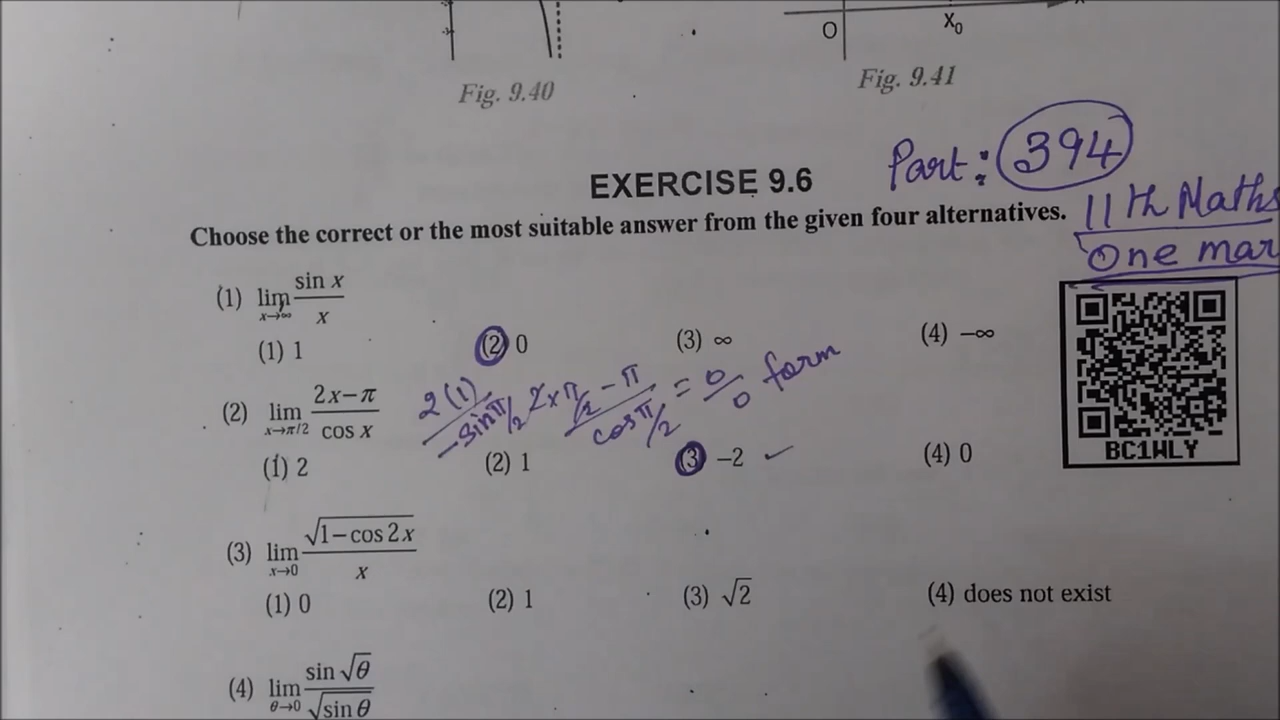 O
X₀
Fig. 9.40
Fig. 9.41
Part: 394
EXERCISE 9.6
11th Maths
Choose the correct or the most suitable answer from the given four alternatives.
One mar
(1) lim x→∞ sin x / x
(1) 1 (2) 0 (3) ∞ (4) −∞
(2) lim x→π/2 2x−π / cos x
2(1) / −sin π/2
2×π/2 − π / cos π/2 = 0/0 form
(1) 2 (2) 1 (3) −2 ✓ (4) 0
BC1WLY
(3) lim x→0 √1−cos 2x / x
(1) 0 (2) 1 (3) √2 (4) does not exist
(4) lim θ→0 sin √θ / √sin θ